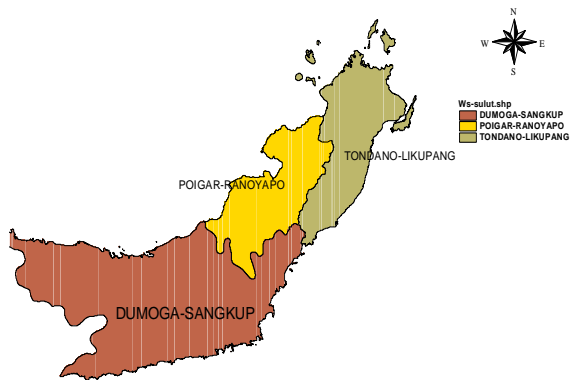 N
W E
S
Ws-sulut.shp
DUMOGA-SANGKUP
POIGAR-RANOYAPO
TONDANO-LIKUPANG
TONDANO-LIKUPANG
POIGAR-RANOYAPO
DUMOGA-SANGKUP